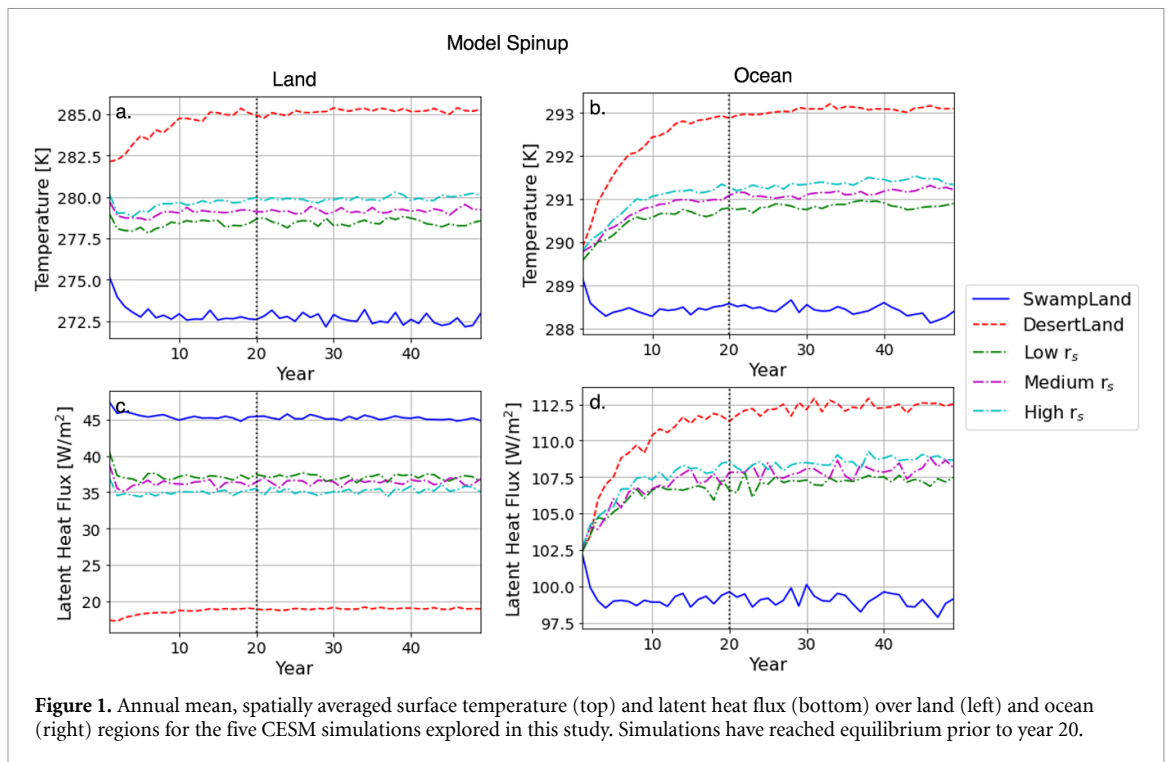 Model Spinup
Land
Ocean
a.
285.0
282.5
280.0
277.5
275.0
272.5
Temperature [K]
10 20 30 40
Year
b.
293
292
291
290
289
288
Temperature [K]
10 20 30 40
Year
SwampLand
DesertLand
Low rₛ
Medium rₛ
High rₛ
c.
45
40
35
30
25
20
Latent Heat Flux [W/m²]
10 20 30 40
Year
d.
112.5
110.0
107.5
105.0
102.5
100.0
97.5
Latent Heat Flux [W/m²]
10 20 30 40
Year
Figure 1. Annual mean, spatially averaged surface temperature (top) and latent heat flux (bottom) over land (left) and ocean
(right) regions for the five CESM simulations explored in this study. Simulations have reached equilibrium prior to year 20.